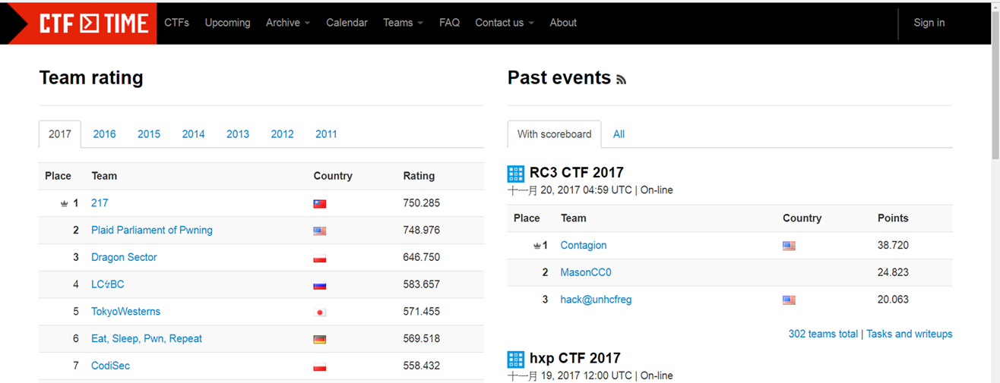 CTF TIME CTFs Upcoming Archive Calendar Teams FAQ Contact us About Sign in
Team rating
2017 2016 2015 2014 2013 2012 2011
Place Team Country Rating
1 217 750.285
2 Plaid Parliament of Pwning 748.976
3 Dragon Sector 646.750
4 LC↯BC 583.657
5 TokyoWesterns 571.455
6 Eat, Sleep, Pwn, Repeat 569.518
7 CodiSec 558.432
Past events
With scoreboard All
RC3 CTF 2017
十一月 20, 2017 04:59 UTC | On-line
Place Team Country Points
1 Contagion 38.720
2 MasonCC0 24.823
3 hack@unhcfreg 20.063
302 teams total | Tasks and writeups
hxp CTF 2017
十一月 19, 2017 12:00 UTC | On-line